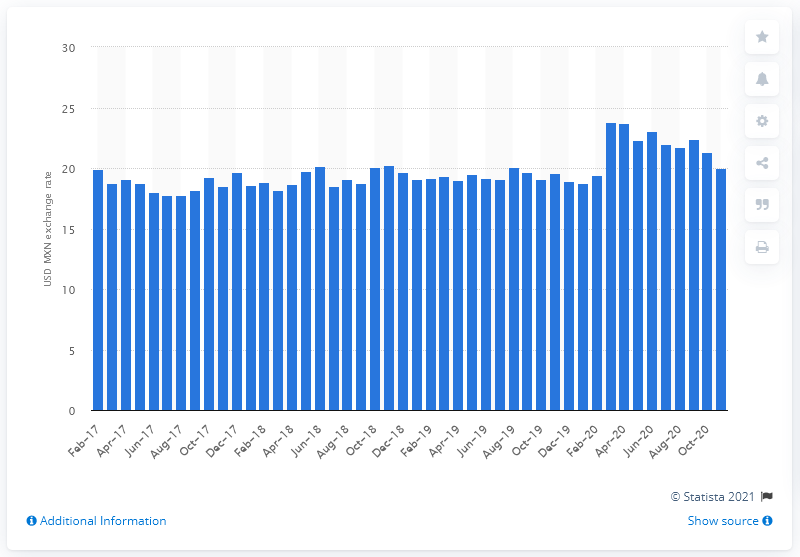 30
25
20
15
10
5
0
USD MXN exchange rate
Feb-17
Apr-17
Jun-17
Aug-17
Oct-17
Dec-17
Feb-18
Apr-18
Jun-18
Aug-18
Oct-18
Dec-18
Feb-19
Apr-19
Jun-19
Aug-19
Oct-19
Dec-19
Feb-20
Apr-20
Jun-20
Aug-20
Oct-20
© Statista 2021
Additional Information
Show source